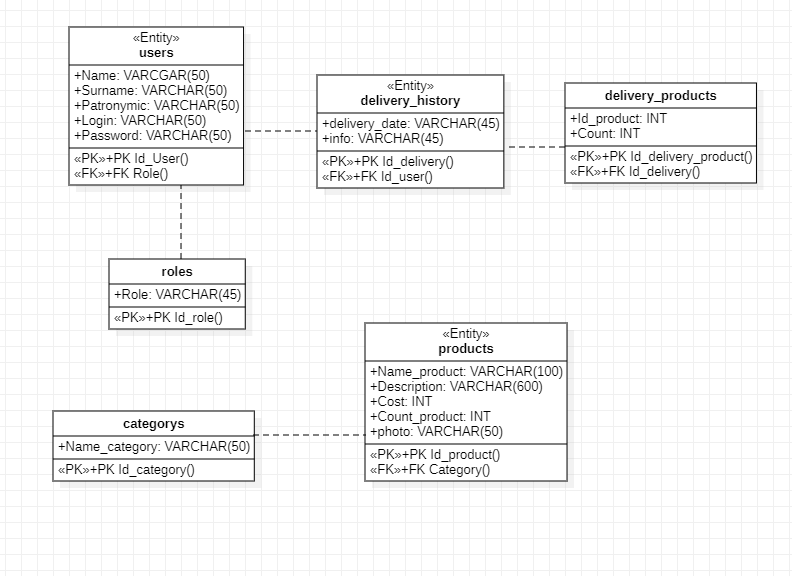 «Entity»
users
+Name: VARCGAR(50)
+Surname: VARCHAR(50)
+Patronymic: VARCHAR(50)
+Login: VARCHAR(50)
+Password: VARCHAR(50)
«PK»+PK Id_User()
«FK»+FK Role()
«Entity»
delivery_history
+delivery_date: VARCHAR(45)
+info: VARCHAR(45)
«PK»+PK Id_delivery()
«FK»+FK Id_user()
delivery_products
+Id_product: INT
+Count: INT
«PK»+PK Id_delivery_product()
«FK»+FK Id_delivery()
roles
+Role: VARCHAR(45)
«PK»+PK Id_role()
«Entity»
products
+Name_product: VARCHAR(100)
+Description: VARCHAR(600)
+Cost: INT
+Count_product: INT
+photo: VARCHAR(50)
«PK»+PK Id_product()
«FK»+FK Category()
categorys
+Name_category: VARCHAR(50)
«PK»+PK Id_category()